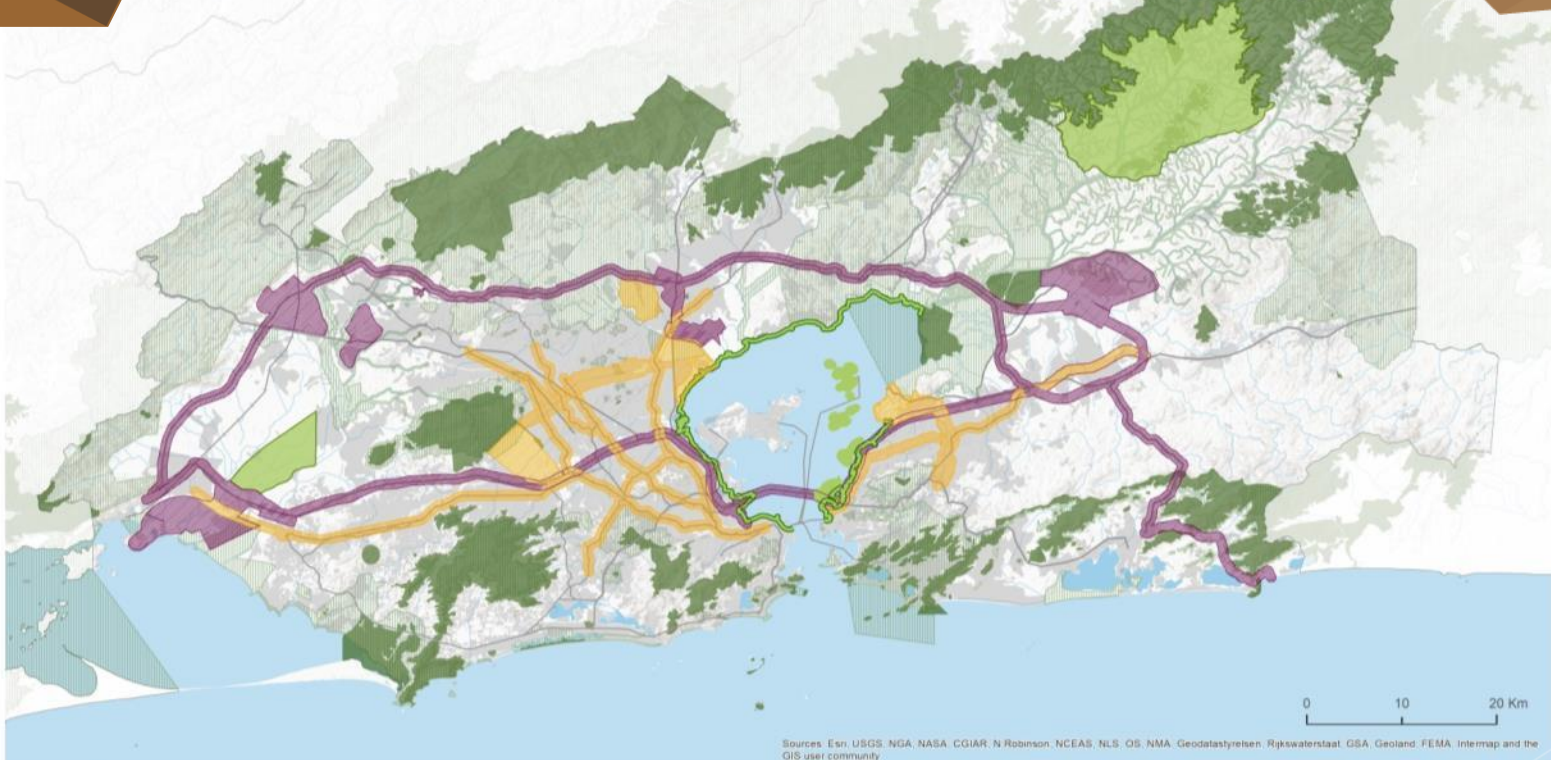 0 10 20 Km
Sources: Esri, USGS, NGA, NASA, CGIAR, N Robinson, NCEAS, NLS, OS, NMA, Geodatastyrelsen, Rijkswaterstaat, GSA, Geoland, FEMA, Intermap and the
GIS user community